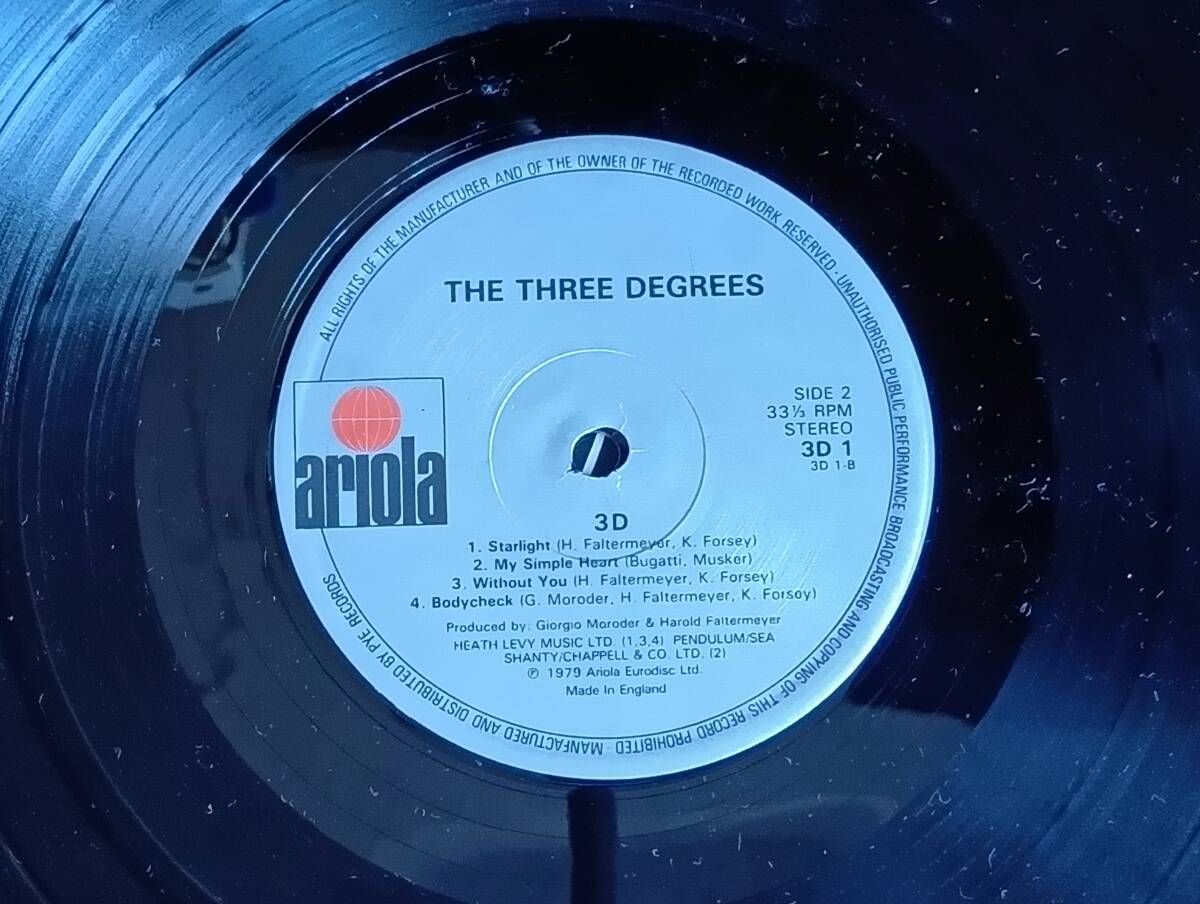 ALL RIGHTS OF THE MANUFACTURER AND OF THE OWNER OF THE RECORDED WORK RESERVED · UNAUTHORISED PUBLIC PERFORMANCE BROADCASTING AND COPYING OF THIS RECORD PROHIBITED · MANFACTURED AND DISTRIBUTED BY PYE RECORDS
THE THREE DEGREES
ariola
SIDE 2
33⅓ RPM
STEREO
3D 1
3D 1-B
3D
1. Starlight (H. Faltermeyer, K. Forsey)
2. My Simple Heart (Bugatti, Musker)
3. Without You (H. Faltermeyer, K. Forsey)
4. Bodycheck (G. Moroder, H. Faltermeyer, K. Forsey)
Produced by: Giorgio Moroder & Harold Faltermeyer
HEATH LEVY MUSIC LTD. (1,3,4) PENDULUM/SEA
SHANTY/CHAPPELL & CO. LTD. (2)
℗ 1979 Ariola Eurodisc Ltd.
Made In England